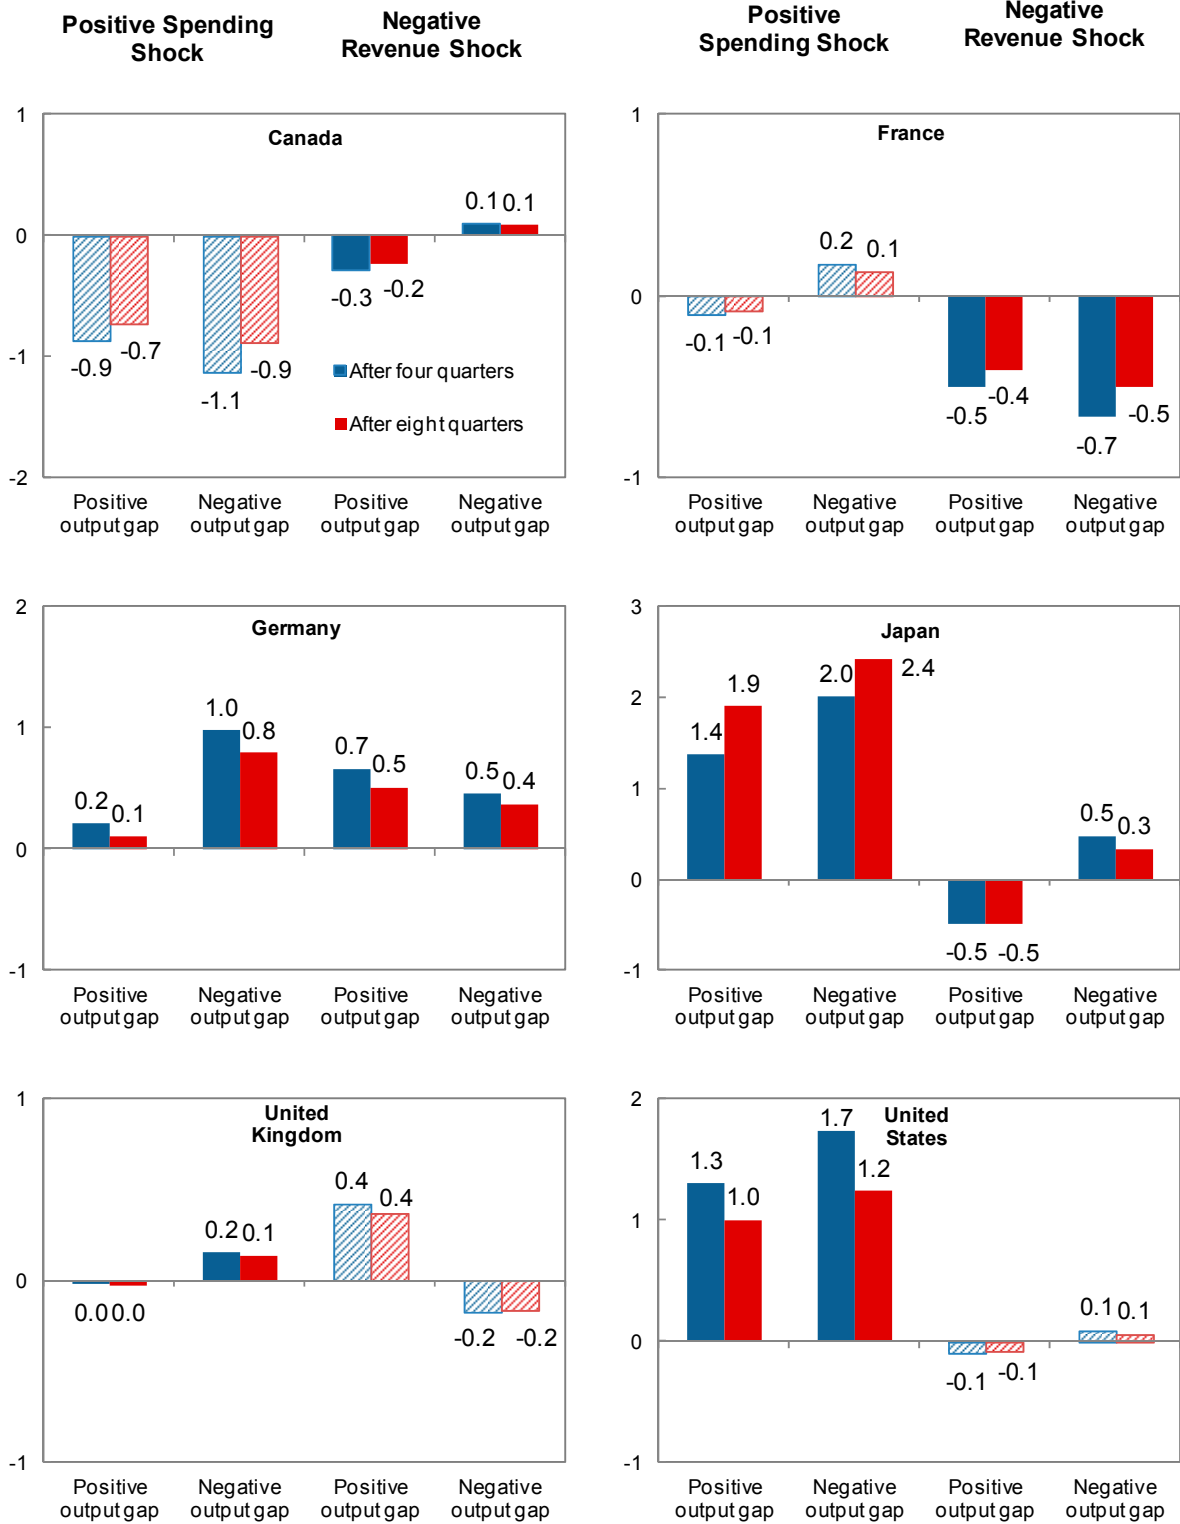 Positive Spending
Shock
Negative
Revenue Shock
Positive
Spending Shock
Negative
Revenue Shock
Canada
1
0
-1
-2
-0.9
-0.7
-1.1
-0.9
-0.3
-0.2
0.1
0.1
After four quarters
After eight quarters
Positive
output gap
Negative
output gap
Positive
output gap
Negative
output gap
France
1
0
-1
-0.1
-0.1
0.2
0.1
-0.5
-0.4
-0.7
-0.5
Positive
output gap
Negative
output gap
Positive
output gap
Negative
output gap
Germany
2
1
0
-1
0.2
0.1
1.0
0.8
0.7
0.5
0.5
0.4
Positive
output gap
Negative
output gap
Positive
output gap
Negative
output gap
Japan
3
2
1
0
-1
1.4
1.9
2.0
2.4
-0.5
-0.5
0.5
0.3
Positive
output gap
Negative
output gap
Positive
output gap
Negative
output gap
United
Kingdom
1
0
-1
0.0
0.0
0.2
0.1
0.4
0.4
-0.2
-0.2
Positive
output gap
Negative
output gap
Positive
output gap
Negative
output gap
United
States
2
1
0
-1
1.3
1.0
1.7
1.2
-0.1
-0.1
0.1
0.1
Positive
output gap
Negative
output gap
Positive
output gap
Negative
output gap